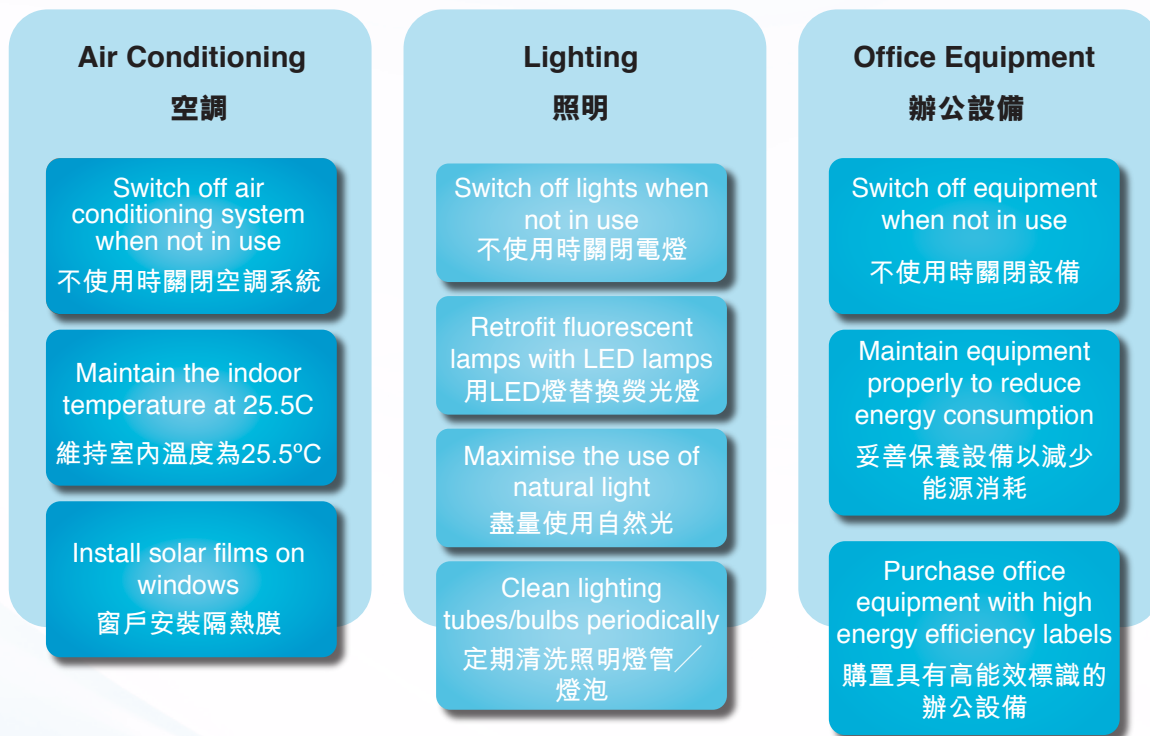 Air Conditioning
空調
Switch off air
conditioning system
when not in use
不使用時關閉空調系統
Maintain the indoor
temperature at 25.5C
維持室內溫度為25.5ºC
Install solar films on
windows
窗戶安裝隔熱膜
Lighting
照明
Switch off lights when
not in use
不使用時關閉電燈
Retrofit fluorescent
lamps with LED lamps
用LED燈替換熒光燈
Maximise the use of
natural light
盡量使用自然光
Clean lighting
tubes/bulbs periodically
定期清洗照明燈管／
燈泡
Office Equipment
辦公設備
Switch off equipment
when not in use
不使用時關閉設備
Maintain equipment
properly to reduce
energy consumption
妥善保養設備以減少
能源消耗
Purchase office
equipment with high
energy efficiency labels
購置具有高能效標識的
辦公設備